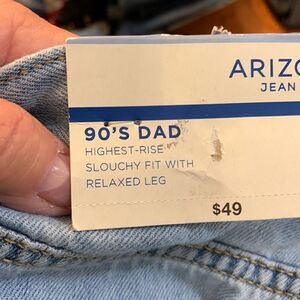 ARIZO
JEAN
90'S DAD
HIGHEST-RISE
SLOUCHY FIT WITH
RELAXED LEG
$49